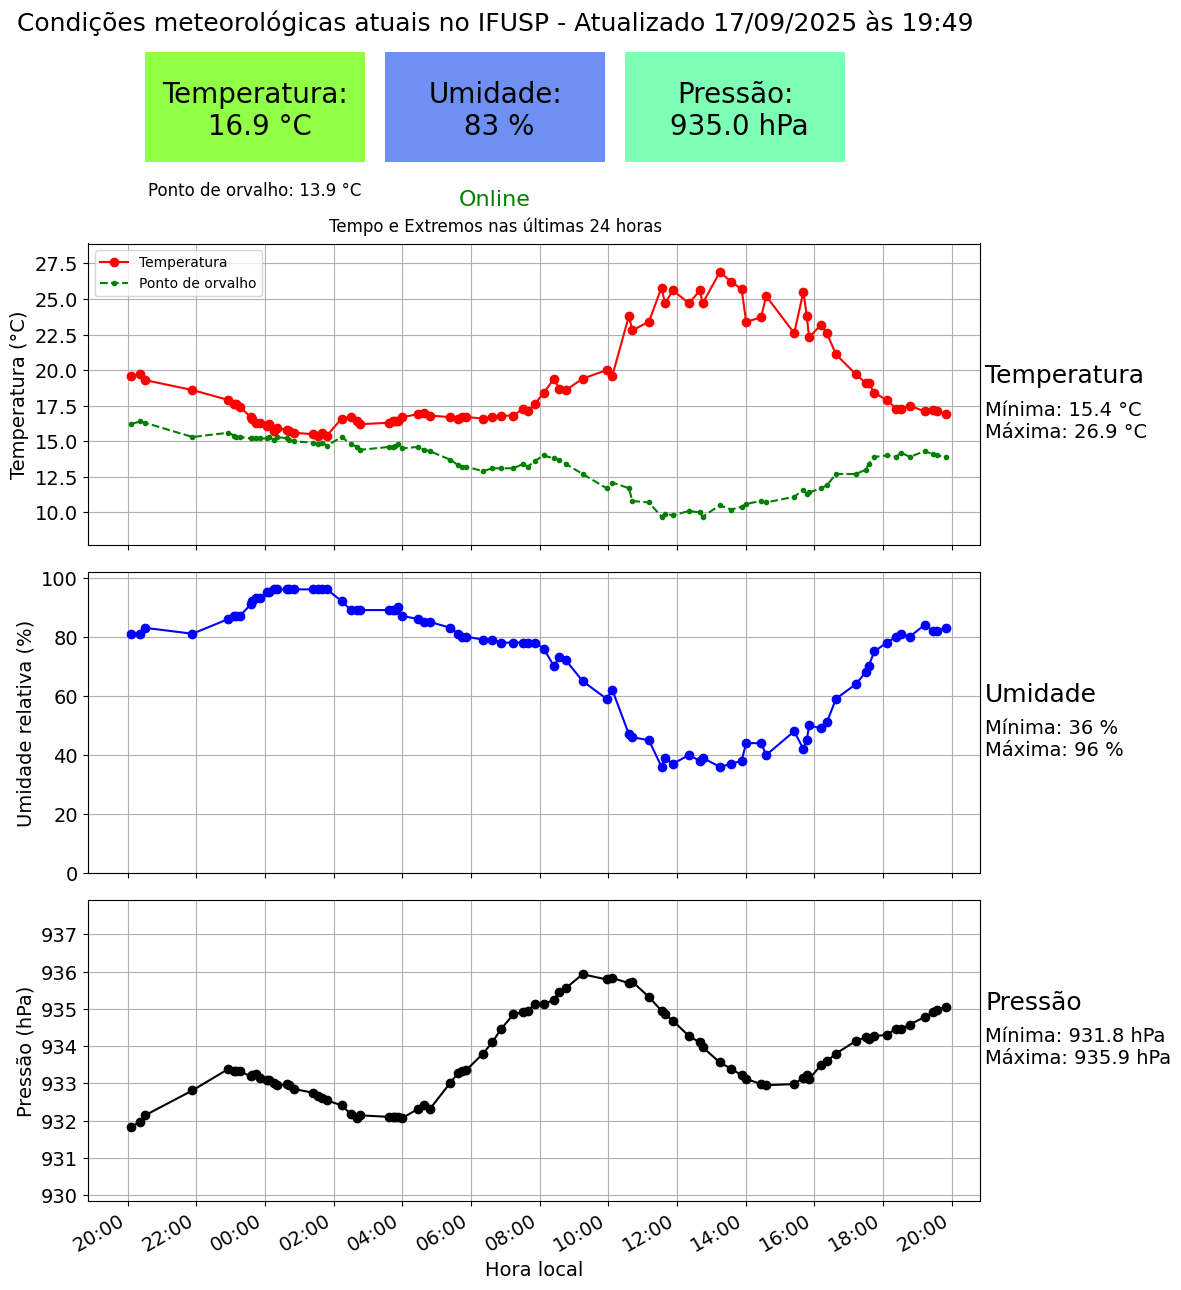 Condições meteorológicas atuais no IFUSP - Atualizado 17/09/2025 às 19:49
Temperatura:
16.9 °C
Umidade:
83 %
Pressão:
935.0 hPa
Ponto de orvalho: 13.9 °C
Online
Tempo e Extremos nas últimas 24 horas
Temperatura
Ponto de orvalho
Temperatura (°C)
27.5
25.0
22.5
20.0
17.5
15.0
12.5
10.0
Temperatura
Mínima: 15.4 °C
Máxima: 26.9 °C
Umidade relativa (%)
100
80
60
40
20
0
Umidade
Mínima: 36 %
Máxima: 96 %
Pressão (hPa)
937
936
935
934
933
932
931
930
Pressão
Mínima: 931.8 hPa
Máxima: 935.9 hPa
20:00
22:00
00:00
02:00
04:00
06:00
08:00
10:00
12:00
14:00
16:00
18:00
20:00
Hora local